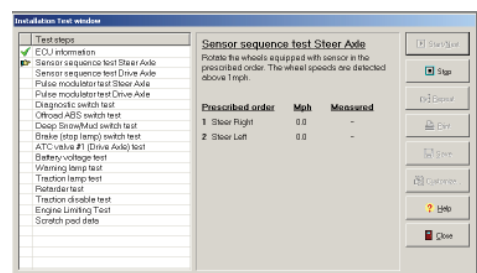 Installation Test window
Test steps
ECU information
Sensor sequence test Steer Axle
Sensor sequence test Drive Axle
Pulse modulator test Steer Axle
Pulse modulator test Drive Axle
Diagnostic switch test
Offroad ABS switch test
Deep Snow/Mud switch test
Brake (stop lamp) switch test
ATC valve #1 (Drive Axle) test
Battery voltage test
Warning lamp test
Traction lamp test
Retarder test
Traction disable test
Engine Limiting Test
Scratch pad data
Sensor sequence test Steer Axle
Rotate the wheels equipped with sensor in the
prescribed order. The wheel speeds are detected
above 1mph.
Prescribed order Mph Measured
1 Steer Right 0.0 -
2 Steer Left 0.0 -
Start/Next
Stop
Repeat
Print
Save
Customize...
Help
Close